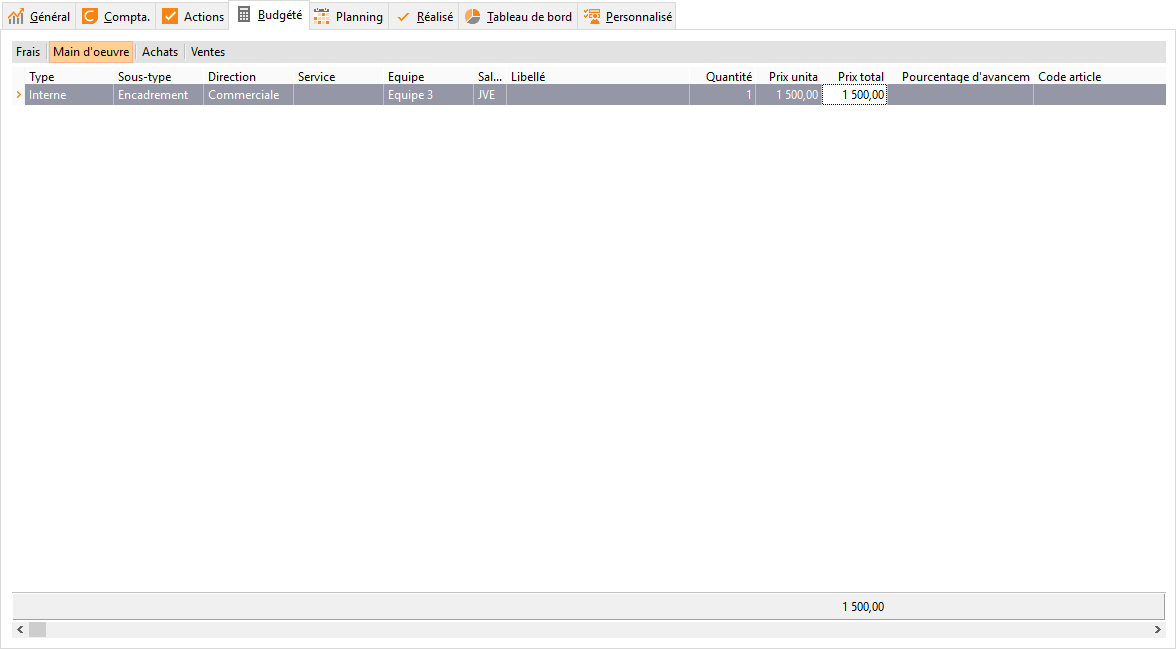 Général Compta. Actions Budgété Planning Réalisé Tableau de bord Personnalisé
Frais Main d'oeuvre Achats Ventes
Type Sous-type Direction Service Equipe Sal... Libellé Quantité Prix unita Prix total Pourcentage d'avancem Code article
Interne Encadrement Commerciale Equipe 3 JVE 1 1 500,00 1 500,00
1 500,00